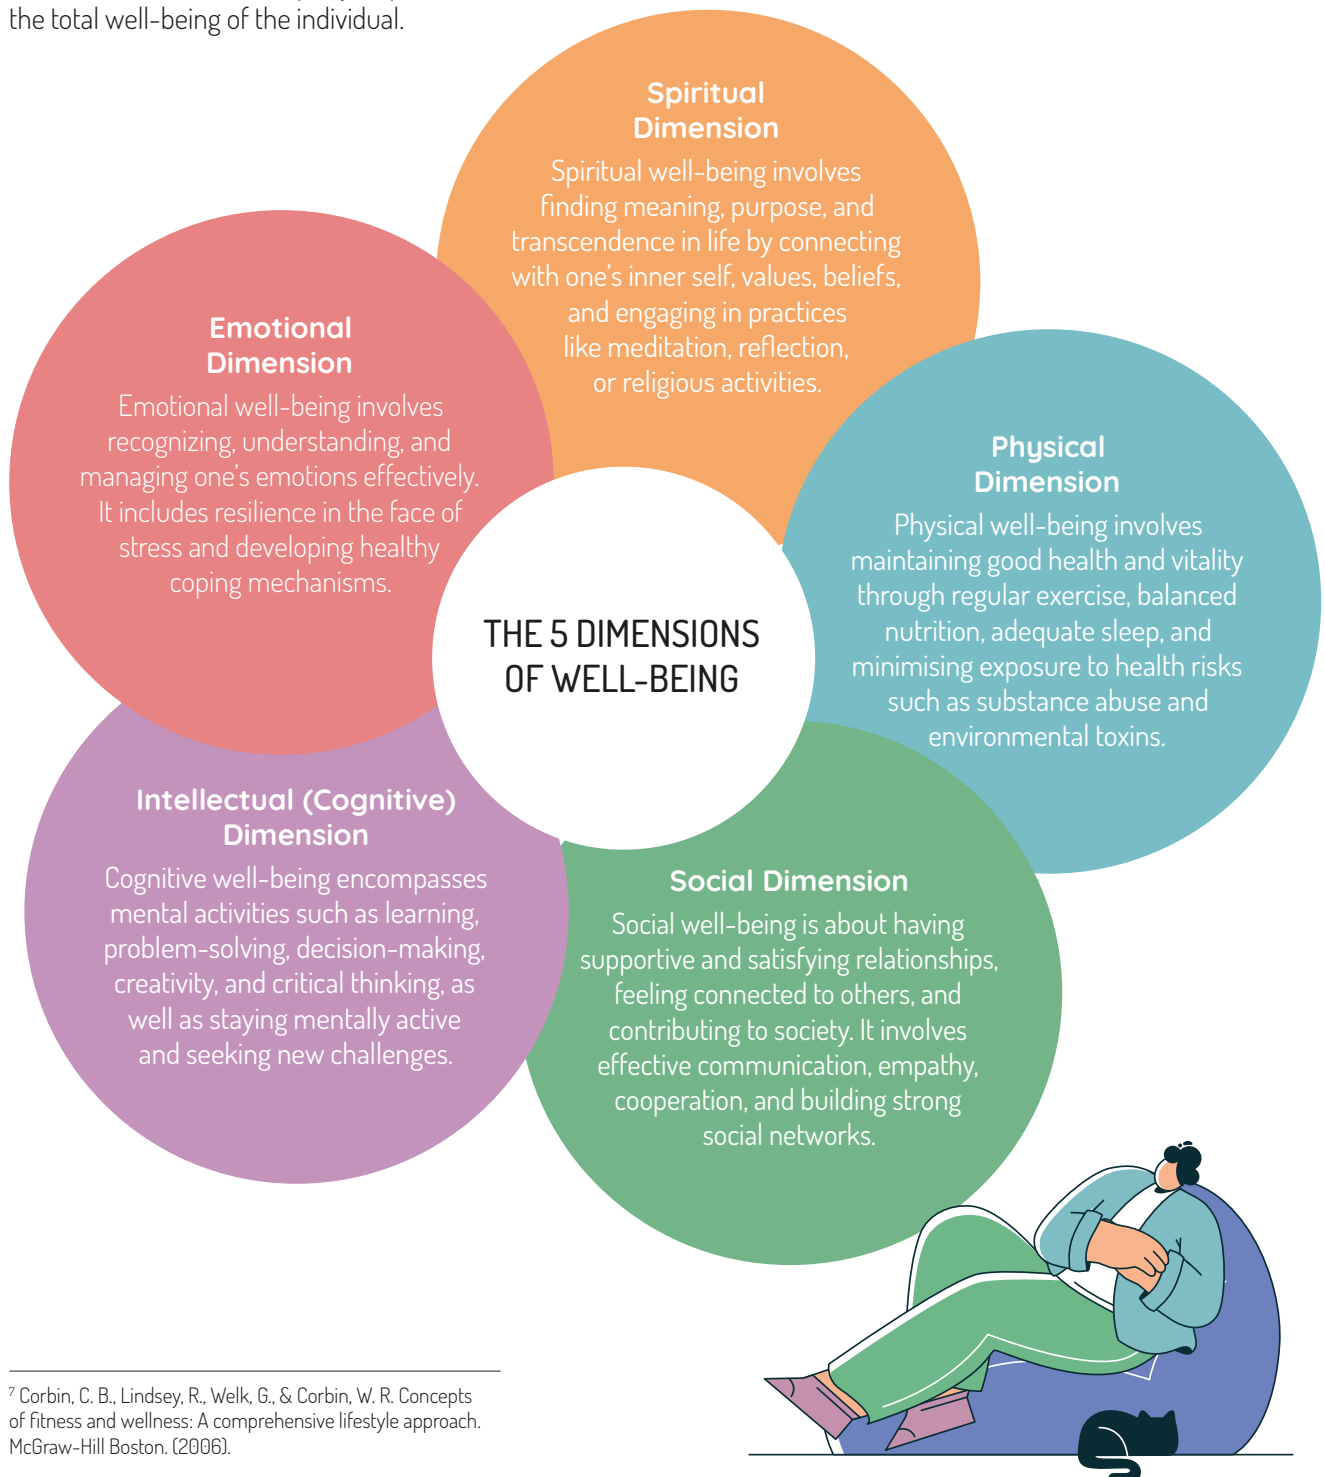 the total well-being of the individual.
Spiritual
Dimension
Spiritual well-being involves
finding meaning, purpose, and
transcendence in life by connecting
with one's inner self, values, beliefs,
and engaging in practices
like meditation, reflection,
or religious activities.
Emotional
Dimension
Emotional well-being involves
recognizing, understanding, and
managing one's emotions effectively.
It includes resilience in the face of
stress and developing healthy
coping mechanisms.
Physical
Dimension
Physical well-being involves
maintaining good health and vitality
through regular exercise, balanced
nutrition, adequate sleep, and
minimising exposure to health risks
such as substance abuse and
environmental toxins.
THE 5 DIMENSIONS
OF WELL-BEING
Intellectual (Cognitive)
Dimension
Cognitive well-being encompasses
mental activities such as learning,
problem-solving, decision-making,
creativity, and critical thinking, as
well as staying mentally active
and seeking new challenges.
Social Dimension
Social well-being is about having
supportive and satisfying relationships,
feeling connected to others, and
contributing to society. It involves
effective communication, empathy,
cooperation, and building strong
social networks.
⁷ Corbin, C. B., Lindsey, R., Welk, G., & Corbin, W. R. Concepts
of fitness and wellness: A comprehensive lifestyle approach.
McGraw-Hill Boston. (2006).